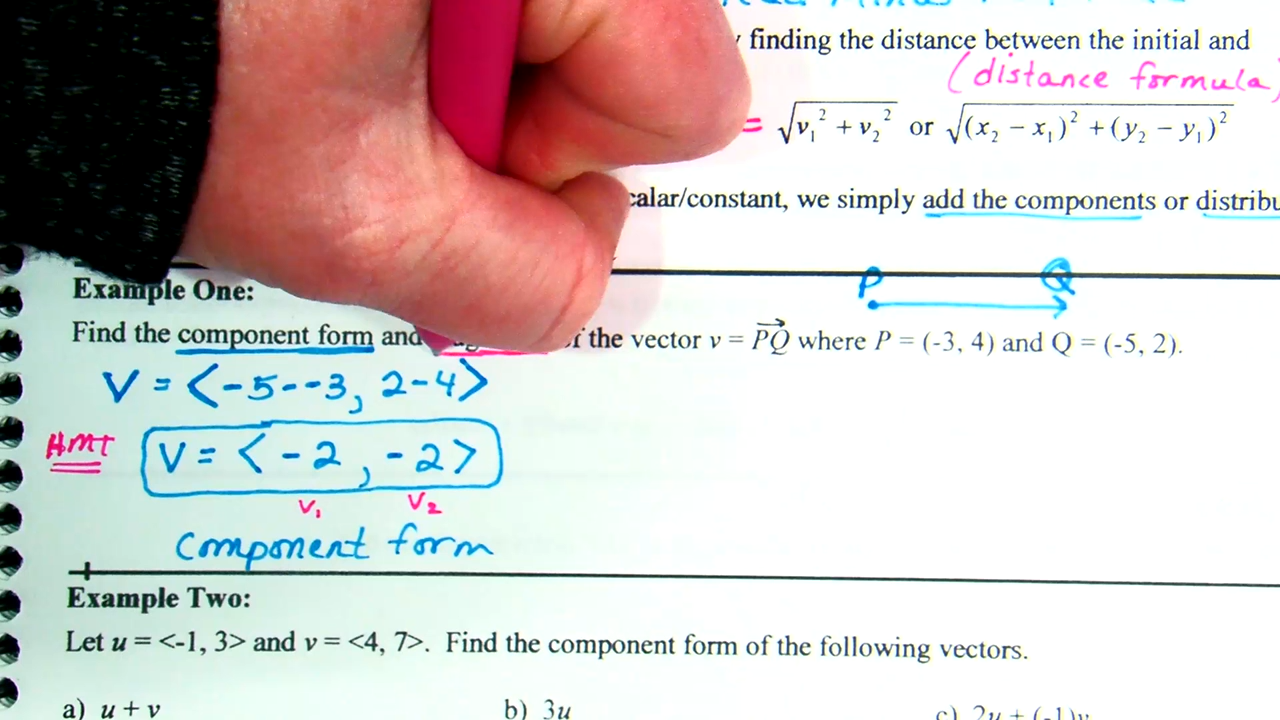 finding the distance between the initial and
(distance formula)
= √v₁² + v₂² or √(x₂ − x₁)² + (y₂ − y₁)²
calar/constant, we simply add the components or distribu
P Q
Example One:
Find the component form and of the vector v = PQ where P = (-3, 4) and Q = (-5, 2).
V = <-5--3, 2-4>
HMT V = <-2, -2>
V₁ V₂
Component form
Example Two:
Let u = <-1, 3> and v = <4, 7>. Find the component form of the following vectors.
a) u + v b) 3u c) 2u + (-1)v